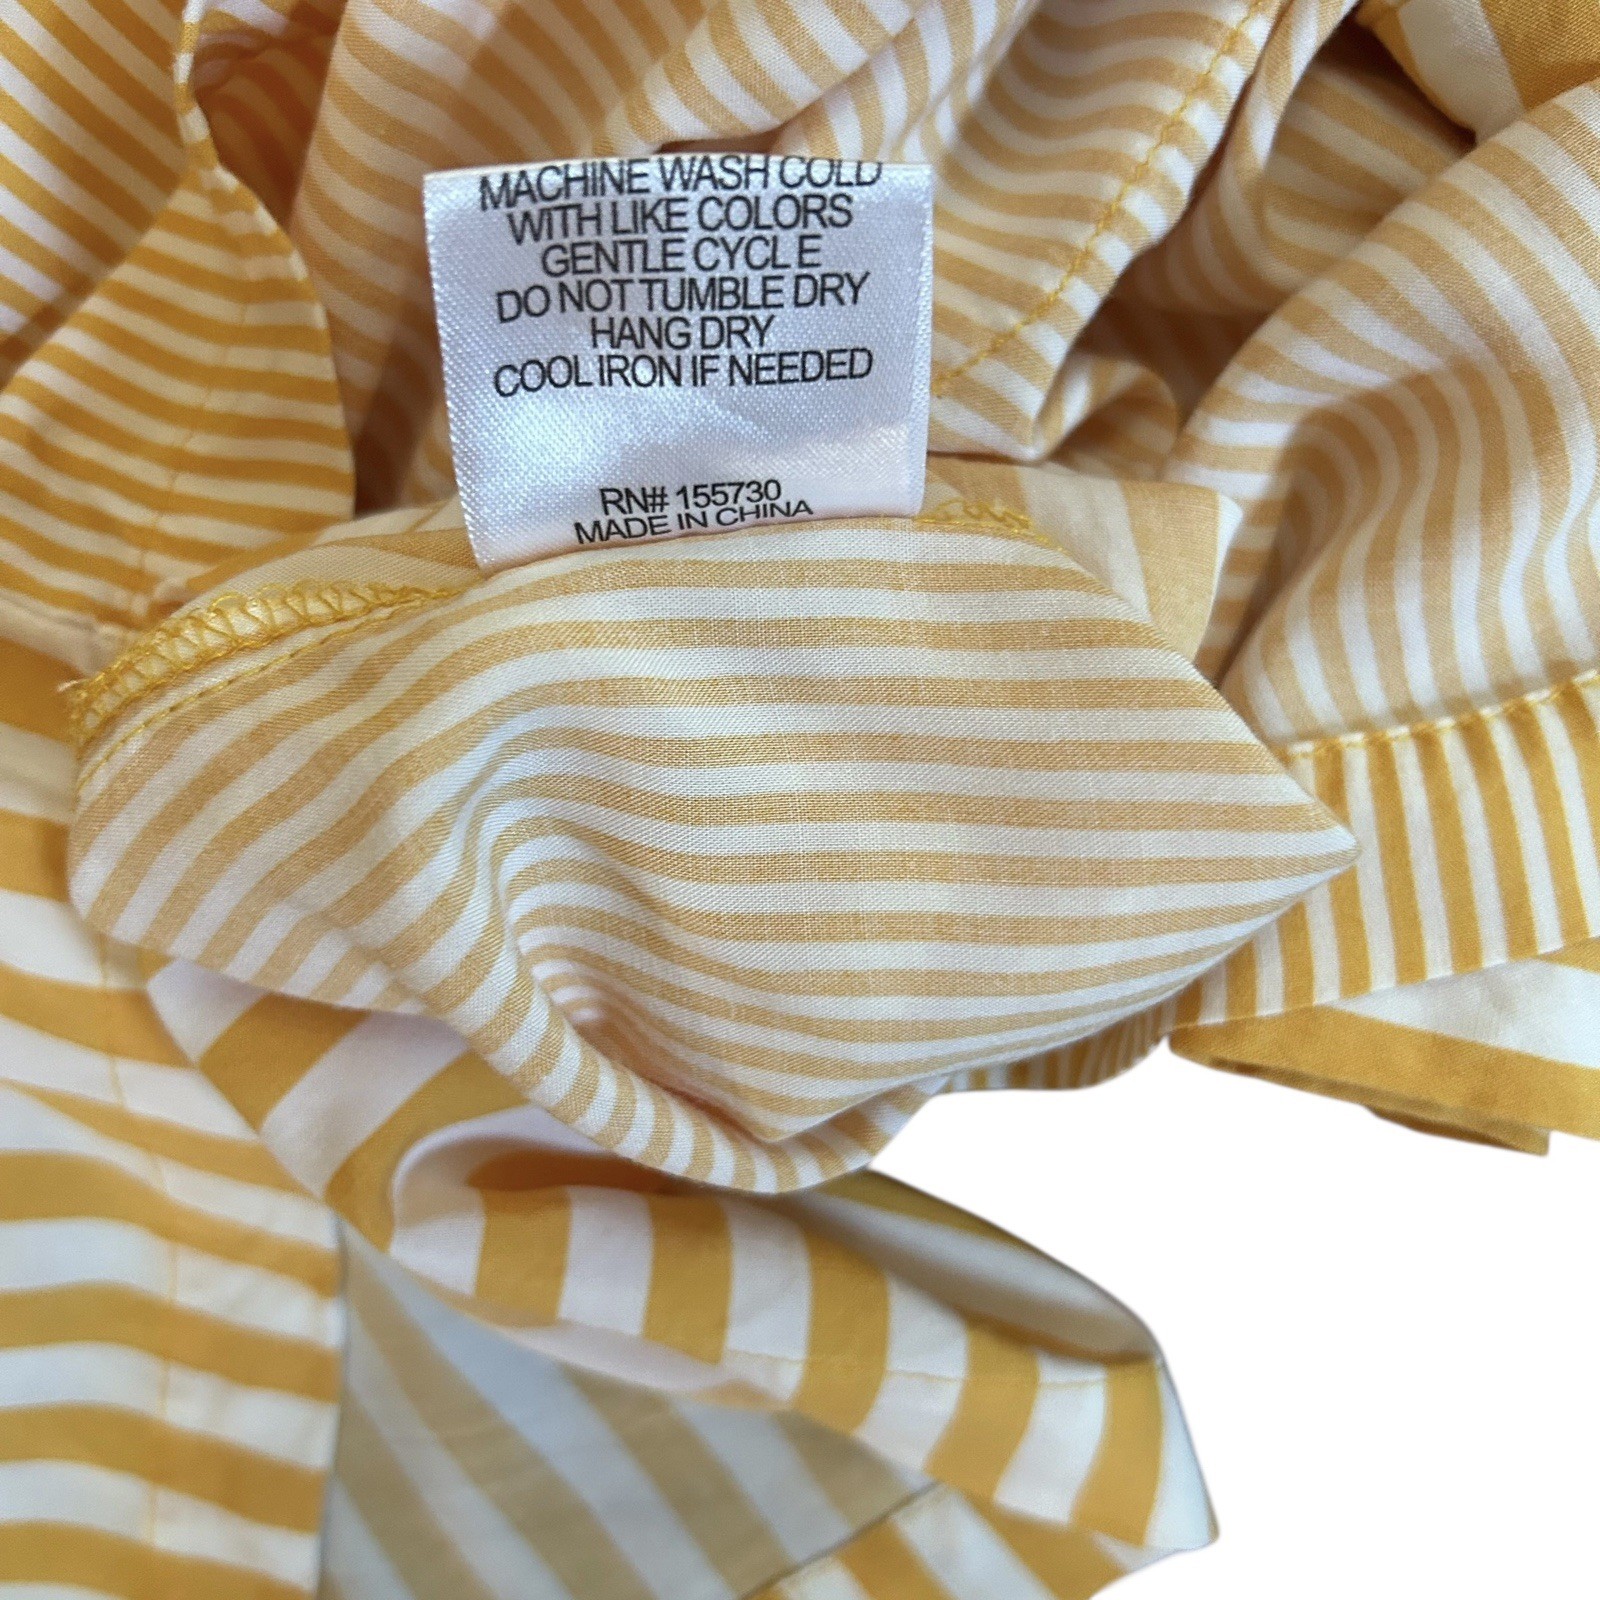 MACHINE WASH COLD
WITH LIKE COLORS
GENTLE CYCLE
DO NOT TUMBLE DRY
HANG DRY
COOL IRON IF NEEDED
RN# 155730
MADE IN CHINA